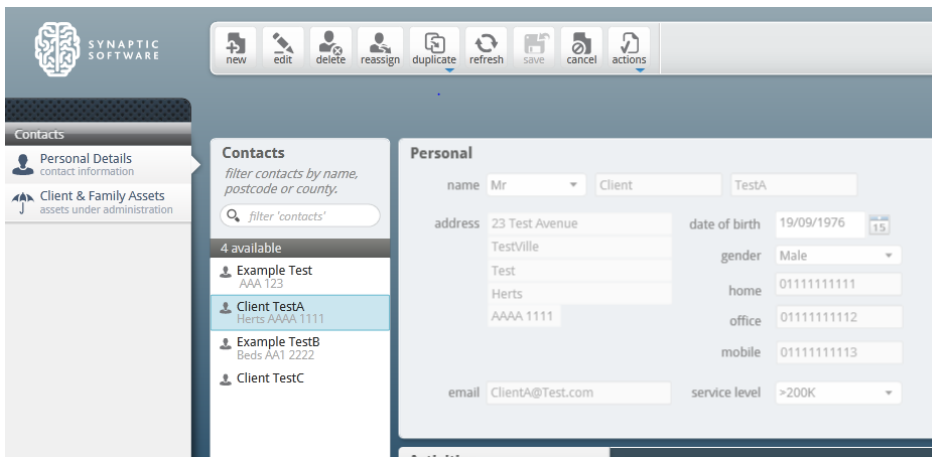 SYNAPTIC
SOFTWARE
new edit delete reassign duplicate refresh save cancel actions
Contacts
Personal Details
contact information
Client & Family Assets
assets under administration
Contacts
filter contacts by name,
postcode or county.
filter 'contacts'
4 available
Example Test
AAA 123
Client TestA
Herts AAAA 1111
Example TestB
Beds AA1 2222
Client TestC
Personal
name Mr Client TestA
address 23 Test Avenue
TestVille
Test
Herts
AAAA 1111
email ClientA@Test.com
date of birth 19/09/1976 15
gender Male
home 01111111111
office 01111111112
mobile 01111111113
service level >200K